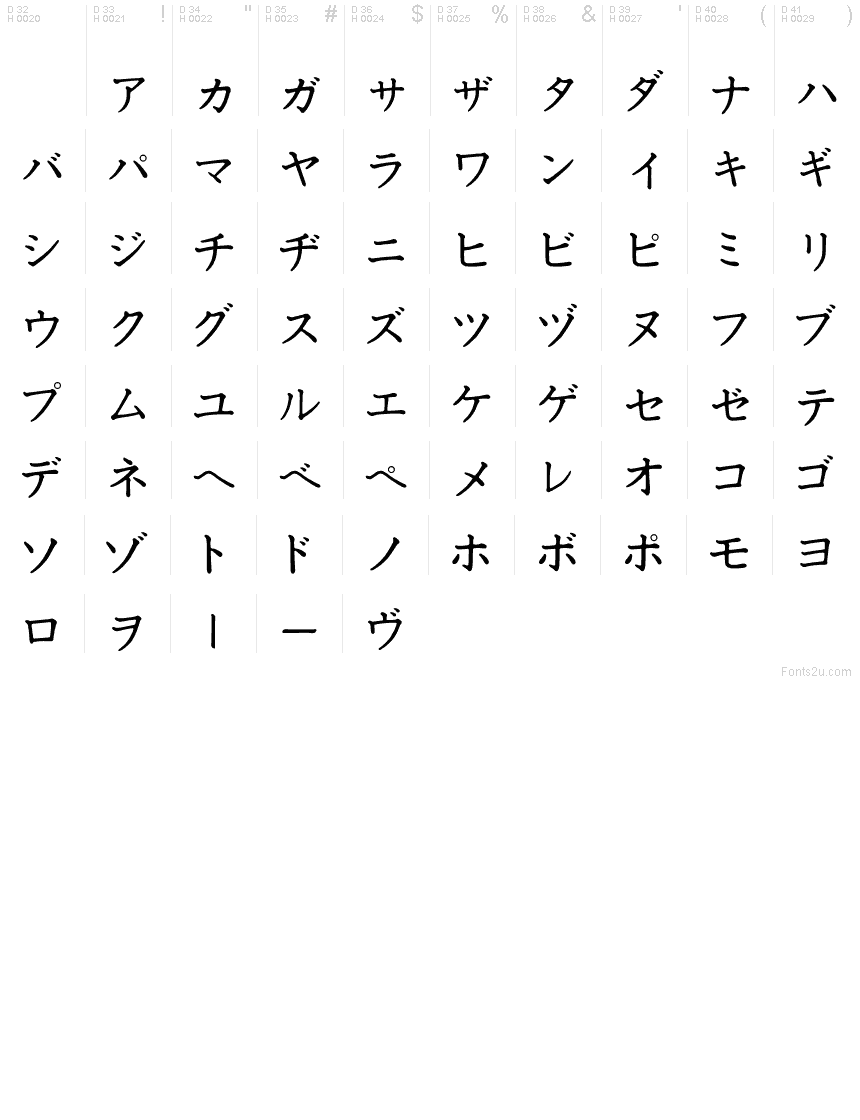 D 32 D 33 D 34 D 35 D 36 D 37 D 38 D 39 D 40 D 41
H 0020 H 0021 ! H 0022 " H 0023 # H 0024 $ H 0025 % H 0026 & H 0027 ' H 0028 ( H 0029 )
ア カ ガ サ ザ タ ダ ナ ハ
バ パ マ ヤ ラ ワ ン イ キ ギ
シ ジ チ ヂ ニ ヒ ビ ピ ミ リ
ウ ク グ ス ズ ツ ヅ ヌ フ ブ
プ ム ユ ル エ ケ ゲ セ ゼ テ
デ ネ ヘ ベ ペ メ レ オ コ ゴ
ソ ゾ ト ド ノ ホ ボ ポ モ ヨ
ロ ヲ | ー ヴ
Fonts2u.com